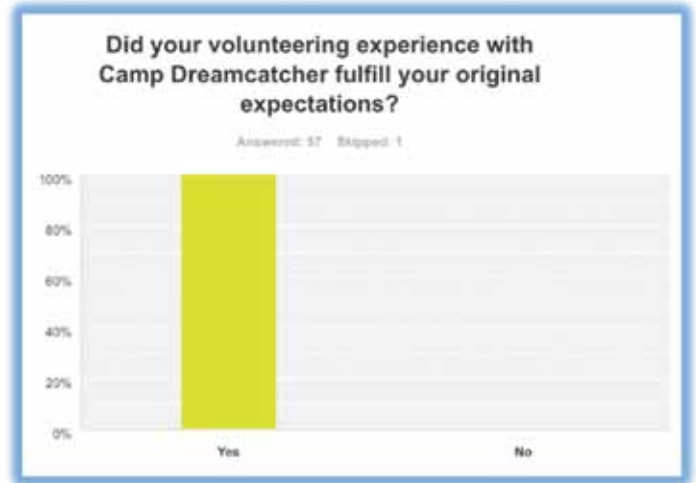 Did your volunteering experience with
Camp Dreamcatcher fulfill your original
expectations?
Answered: 57 Skipped: 1
100%
80%
60%
40%
20%
0%
Yes No